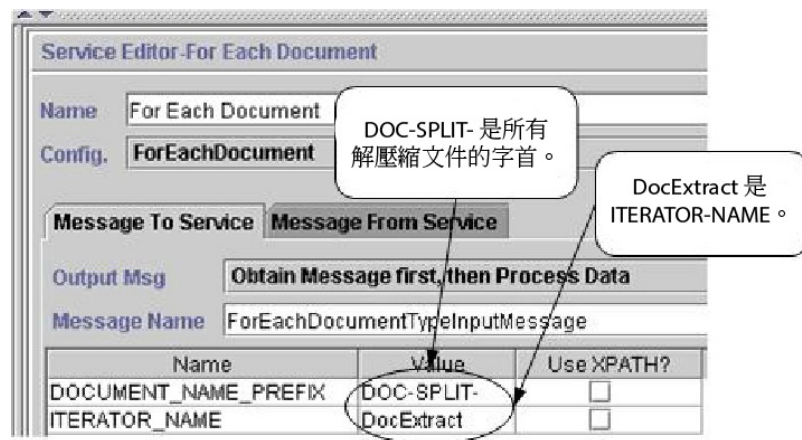 Service Editor-For Each Document
Name For Each Document
DOC-SPLIT- 是所有
解壓縮文件的字首。
Config. ForEachDocument
DocExtract 是
ITERATOR-NAME。
Message To Service Message From Service
Output Msg Obtain Message first, then Process Data
Message Name ForEachDocumentTypeInputMessage
Name Value Use XPATH?
DOCUMENT_NAME_PREFIX DOC-SPLIT-
ITERATOR_NAME DocExtract